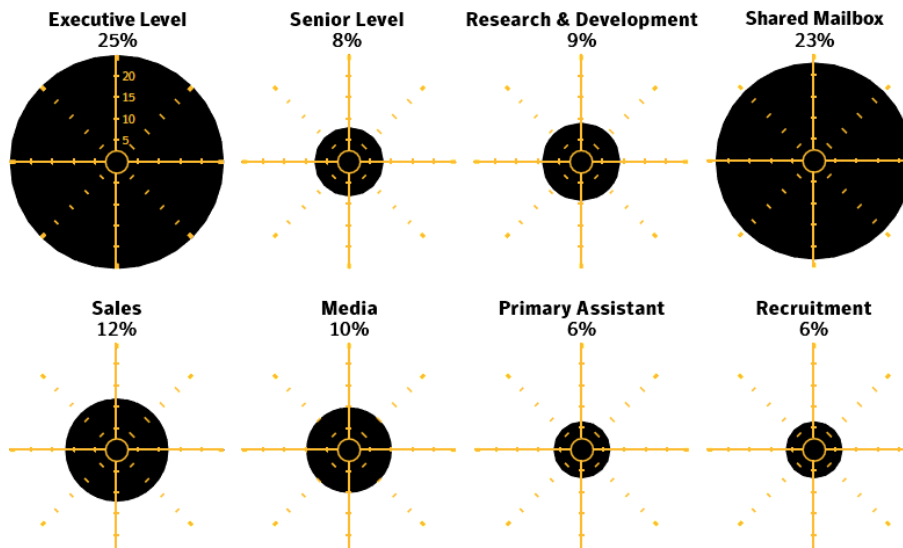 Executive Level
25%
Senior Level
8%
Research & Development
9%
Shared Mailbox
23%
20
15
10
5
Sales
12%
Media
10%
Primary Assistant
6%
Recruitment
6%